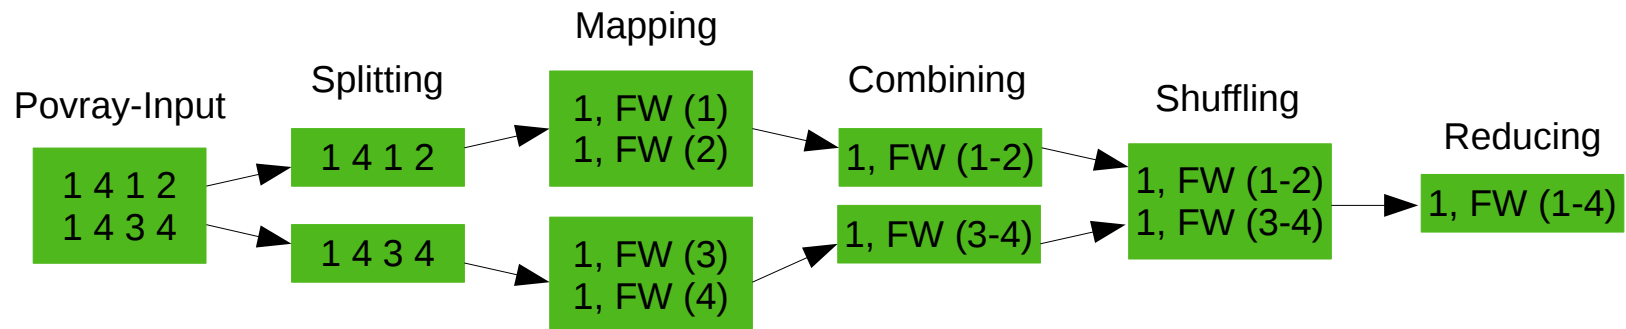 Povray-Input
1 4 1 2
1 4 3 4
Splitting
1 4 1 2
1 4 3 4
Mapping
1, FW (1)
1, FW (2)
1, FW (3)
1, FW (4)
Combining
1, FW (1-2)
1, FW (3-4)
Shuffling
1, FW (1-2)
1, FW (3-4)
Reducing
1, FW (1-4)